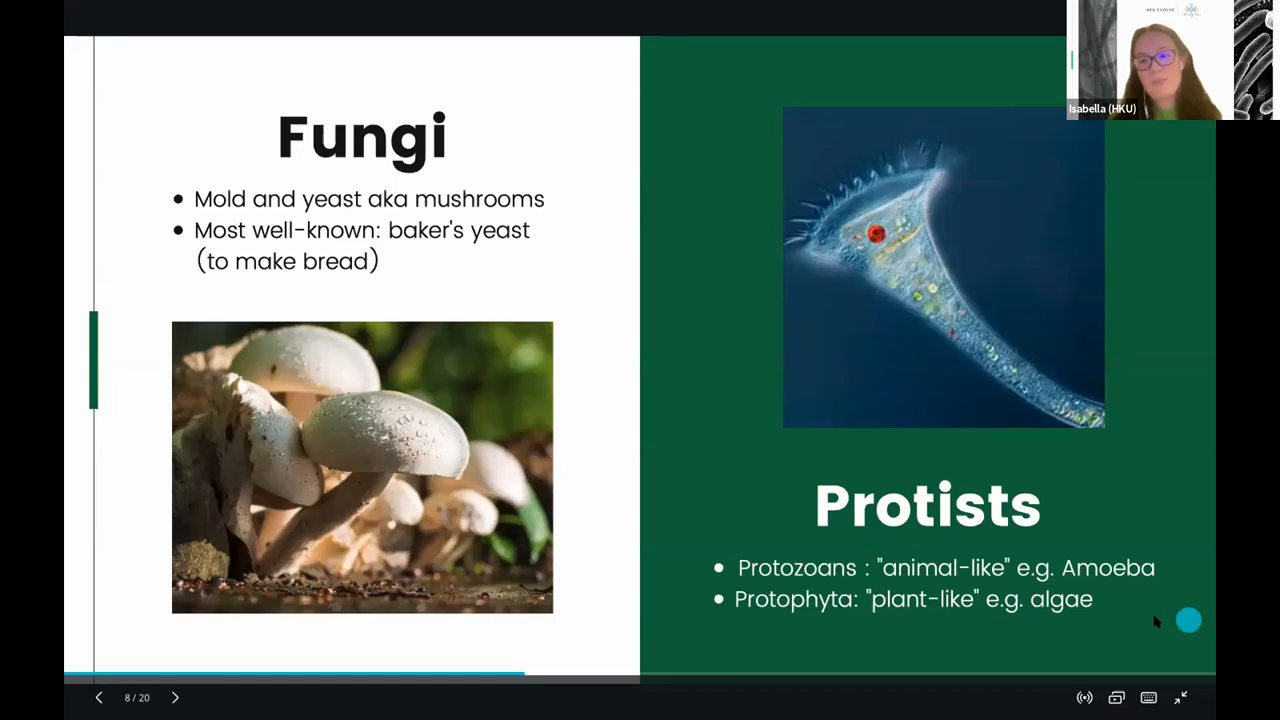 Fungi
Mold and yeast aka mushrooms
Most well-known: baker's yeast
(to make bread)
Protists
Protozoans : "animal-like" e.g. Amoeba
Protophyta: "plant-like" e.g. algae
Isabella (HKU)
8 / 20